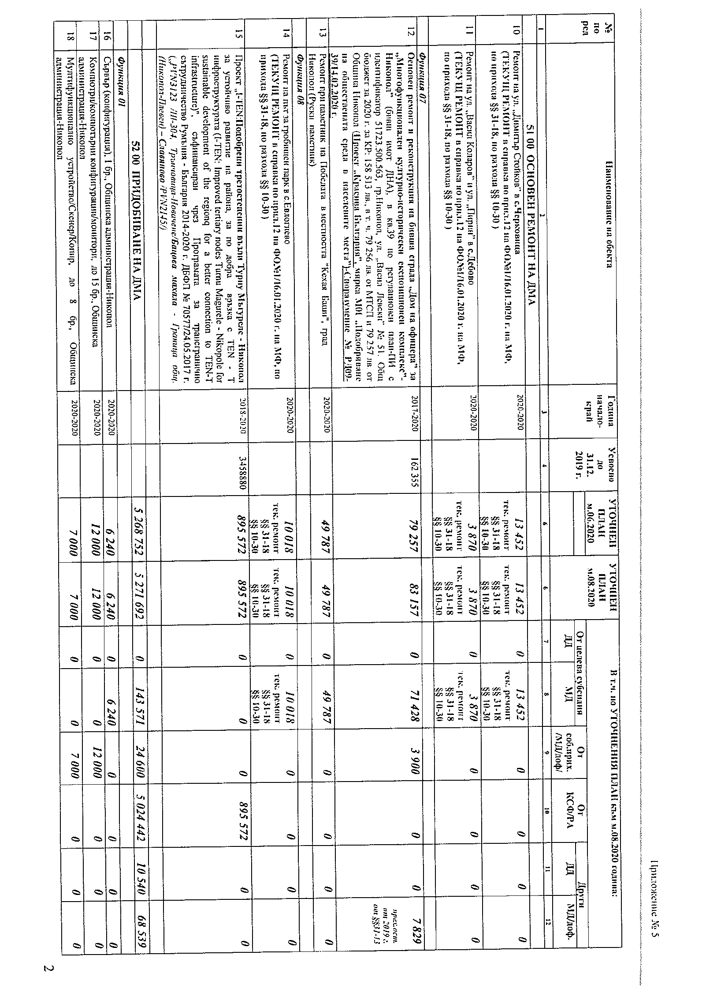 Приложение № 5
№ по ред
Наименование на обекта
Година начало-край
Усвоено до 31.12. 2019 г.
УТОЧНЕН ПЛАН м.06.2020
УТОЧНЕН ПЛАН м.08.2020
В т.ч. по УТОЧНЕНИЯ ПЛАН към м.08.2020 година:
От целева субсидия
ДД
МД
От соб.прих. /МД/доф/
От КСФ/РА
Други
ДД
МД/доф.
1 2 3 4 6 6 7 8 9 10 11 12
51 00 ОСНОВЕН РЕМОНТ НА ДМА
10 Ремонт на ул. „Димитър Стойков" в с.Черковица 2020-2020 13 452 13 452 0 13 452 0 0 0 0
(ТЕКУЩ РЕМОНТ в справка по прил.12 на ФО№1/16.01.2020 г. на МФ, тек. ремонт тек. ремонт тек. ремонт
по прихода §§ 31-18, по разхода §§ 10-30 ) §§ 31-18 §§ 31-18 §§ 31-18
§§ 10-30 §§ 10-30 §§ 10-30
11 Ремонт на ул. „Васил Коларов" и ул. „Пирин" в с.Дебово 2020-2020 3 870 3 870 0 3 870 0 0 0 0
(ТЕКУЩ РЕМОНТ в справка по прил.12 на ФО№1/16.01.2020 г. на МФ, тек. ремонт тек. ремонт тек. ремонт
по прихода §§ 31-18, по разхода §§ 10-30 ) §§ 31-18 §§ 31-18 §§ 31-18
§§ 10-30 §§ 10-30 §§ 10-30
Функция 07
12 Основен ремонт и реконструкция на бивша сграда „Дом на офицера" за 2017-2020 162 355 79 257 83 157 0 71 428 3 900 0 0 7 829
„Многофункционален културно-исторически експозиционен комплекс"-
Никопол" (бивш имот ДНА), в кв.39 по регулационен план-ПИ с
идентификатор 51723.500.563, гр.Никопол, ул. „Васил Левски" № 51. Общ
бюджет за 2020 г. за КР: 158 513 лв., в т. ч. 79 256 лв. от МТСП и 79 257 лв. от
Община Никопол (Проект „Красива България", мярка М01 „Подобряване
на обществената среда в населените места")-Споразумение № РД09-
39/14.02.2020 г.
прех.ост.
от 2019 г.
от §§31-13
13 Ремонт при паметник на Победата в местността "Кехая Баши", град 2020-2020 49 787 49 787 0 49 787 0 0 0 0
Никопол (Руски паметник)
Функция 08
14 Ремонт на път за гробищен парк в с.Евлогиево 2020-2020 10 018 10 018 0 10 018 0 0 0 0
(ТЕКУЩ РЕМОНТ в справка по прил.12 на ФО№1/16.01.2020 г. на МФ, по тек. ремонт тек. ремонт тек. ремонт
прихода §§ 31-18, по разхода §§ 10-30 ) §§ 31-18 §§ 31-18 §§ 31-18
§§ 10-30 §§ 10-30 §§ 10-30
15 Проект „I-TEN:Подобрени третостепенни възли Турну Мъгуреле - Никопол 2018-2020 3458880 895 572 895 572 0 0 0 895 572 0 0
за устойчиво развитие на района, за по добра връзка с TEN - T
инфраструктурата (I-TEN: Improved tertiary nodes Turnu Magurele - Nikopole for
sustainable development of the regionq for a better connection to TEN-T
infrastructure)", съфинансиран чрез Програмата за трансгранично
сътрудничество Румъния - България 2014-2020 г. ДБФП № 70577/24.05.2017 г.
(„PVN3123 /III-304, Трънчовица-Новачене/Бацова махала - Граница общ.
(Никопол-Плевен) – Славяново /PVN2145/)
52 00 ПРИДОБИВАНЕ НА ДМА 5 268 752 5 271 692 0 143 571 24 600 5 024 442 10 540 68 539
Функция 01
16 Сървър (конфигурация), 1 бр., Общинска администрация-Никопол 2020-2020 6 240 6 240 0 6 240 0 0 0 0
17 Компютри/компютърни конфигурации/монитори, до 15 бр., Общинска 2020-2020 12 000 12 000 0 0 12 000 0 0 0
администрация-Никопол
18 Мултифункционално устройство/Скенер/Копир, до 8 бр., Общинска 2020-2020 7 000 7 000 0 0 7 000 0 0 0
администрация-Никопол
2